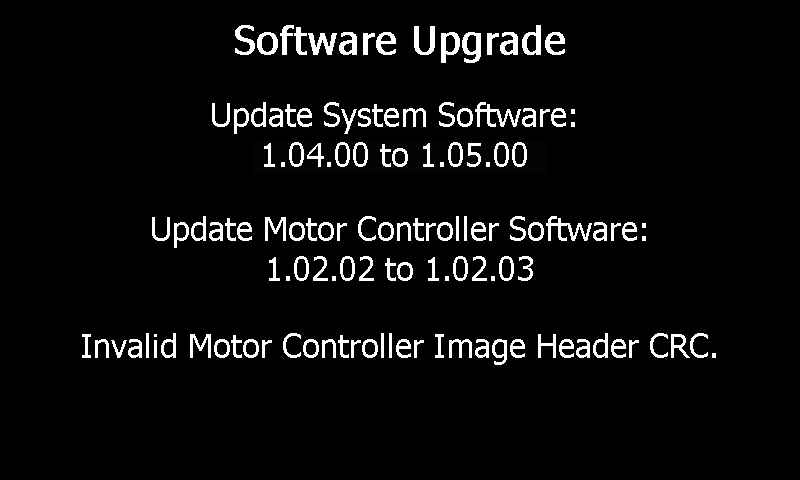 Software Upgrade
Update System Software:
1.04.00 to 1.05.00
Update Motor Controller Software:
1.02.02 to 1.02.03
Invalid Motor Controller Image Header CRC.